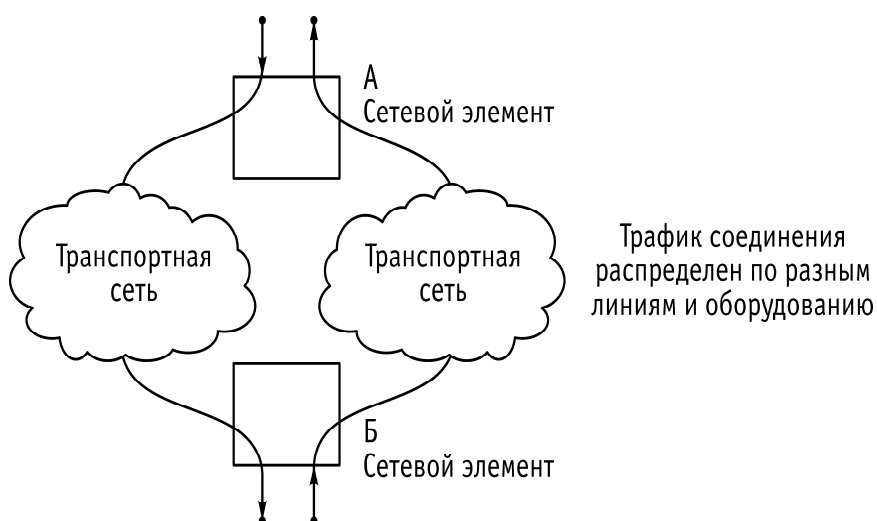 А
Сетевой элемент
Транспортная
сеть
Транспортная
сеть
Трафик соединения
распределен по разным
линиям и оборудованию
Б
Сетевой элемент